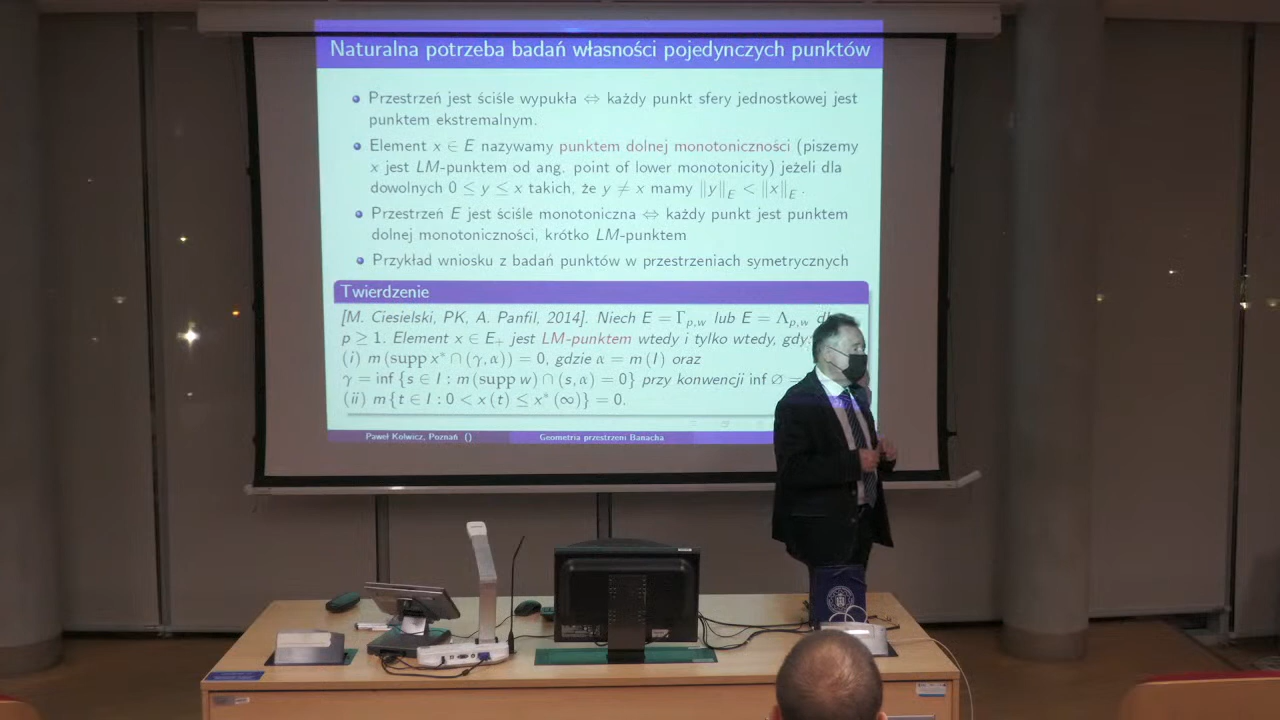 Naturalna potrzeba badań własności pojedynczych punktów
Przestrzeń jest ściśle wypukła ⇔ każdy punkt sfery jednostkowej jest
punktem ekstremalnym.
Element x ∈ E nazywamy punktem dolnej monotoniczności (piszemy
x jest LM-punktem od ang. point of lower monotonicity) jeżeli dla
dowolnych 0 ≤ y ≤ x takich, że y ≠ x mamy ‖y‖_E < ‖x‖_E .
Przestrzeń E jest ściśle monotoniczna ⇔ każdy punkt jest punktem
dolnej monotoniczności, krótko LM-punktem
Przykład wniosku z badań punktów w przestrzeniach symetrycznych
Twierdzenie
[M. Ciesielski, PK, A. Panfil, 2014]. Niech E = Γ_{p,w} lub E = Λ_{p,w}
p ≥ 1. Element x ∈ E₊ jest LM-punktem wtedy i tylko wtedy, gdy:
(i) m (supp x* ∩ (γ, α)) = 0, gdzie α = m (I) oraz
γ = inf {s ∈ I : m (supp w) ∩ (s, α) = 0} przy konwencji inf ∅ =
(ii) m {t ∈ I : 0 < x (t) ≤ x* (∞)} = 0.
Paweł Kolwicz, Poznań () Geometria przestrzeni Banacha